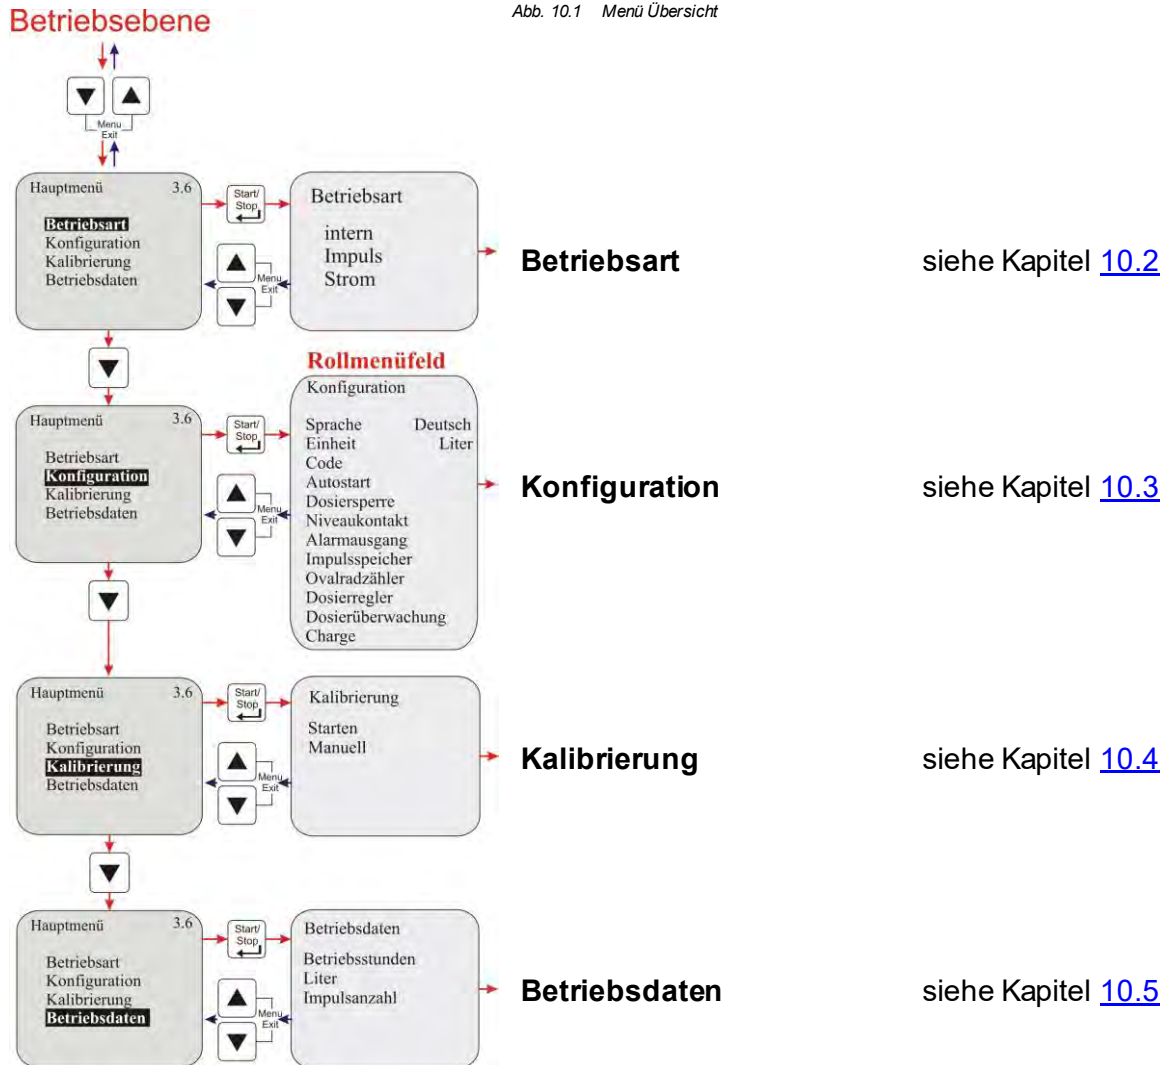 Abb. 10.1 Menü Übersicht
Betriebsebene
Menu
Exit
Hauptmenü 3.6
Betriebsart
Konfiguration
Kalibrierung
Betriebsdaten
Start/
Stop
Menu
Exit
Betriebsart
intern
Impuls
Strom
Betriebsart siehe Kapitel 10.2
Hauptmenü 3.6
Betriebsart
Konfiguration
Kalibrierung
Betriebsdaten
Start/
Stop
Menu
Exit
Rollmenüfeld
Konfiguration
Sprache Deutsch
Einheit Liter
Code
Autostart
Dosiersperre
Niveaukontakt
Alarmausgang
Impulsspeicher
Ovalradzähler
Dosierregler
Dosierüberwachung
Charge
Konfiguration siehe Kapitel 10.3
Hauptmenü 3.6
Betriebsart
Konfiguration
Kalibrierung
Betriebsdaten
Start/
Stop
Menu
Exit
Kalibrierung
Starten
Manuell
Kalibrierung siehe Kapitel 10.4
Hauptmenü 3.6
Betriebsart
Konfiguration
Kalibrierung
Betriebsdaten
Start/
Stop
Menu
Exit
Betriebsdaten
Betriebsstunden
Liter
Impulsanzahl
Betriebsdaten siehe Kapitel 10.5